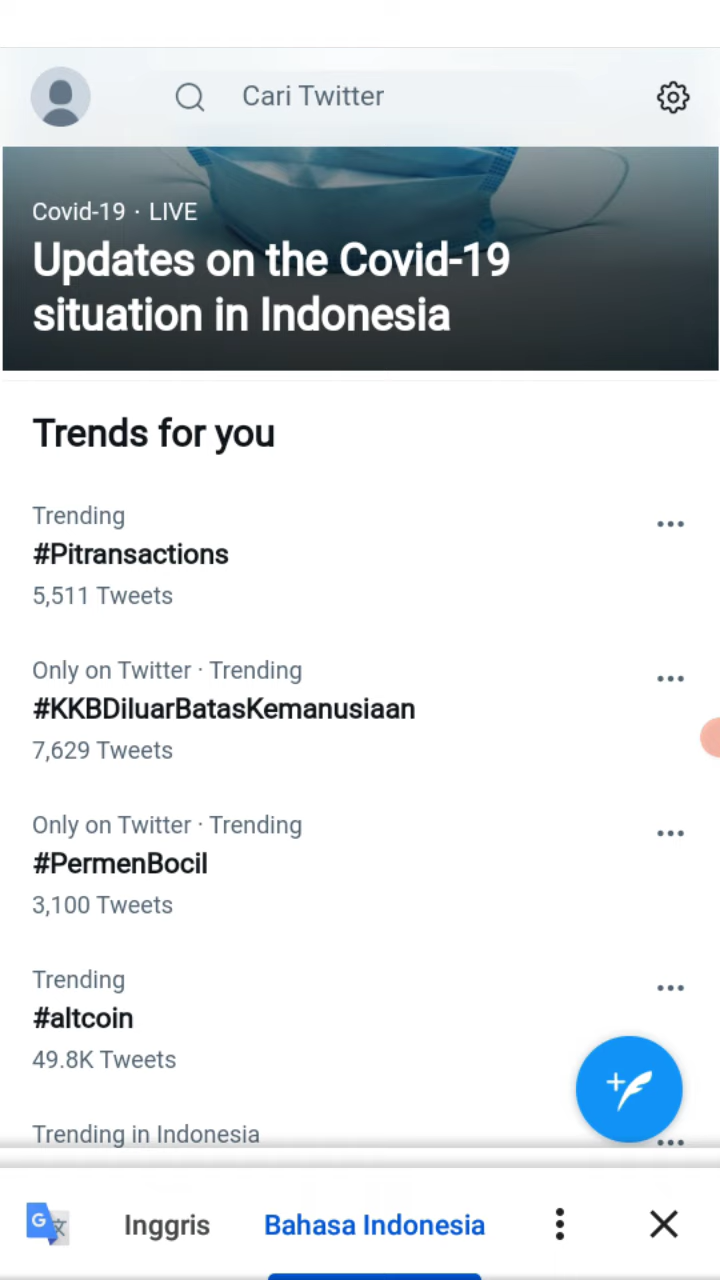 Cari Twitter
Covid-19 · LIVE
Updates on the Covid-19
situation in Indonesia
Trends for you
Trending
#Pitransactions
5,511 Tweets
Only on Twitter · Trending
#KKBDiluarBatasKemanusiaan
7,629 Tweets
Only on Twitter · Trending
#PermenBocil
3,100 Tweets
Trending
#altcoin
49.8K Tweets
Trending in Indonesia
G 文 Inggris Bahasa Indonesia